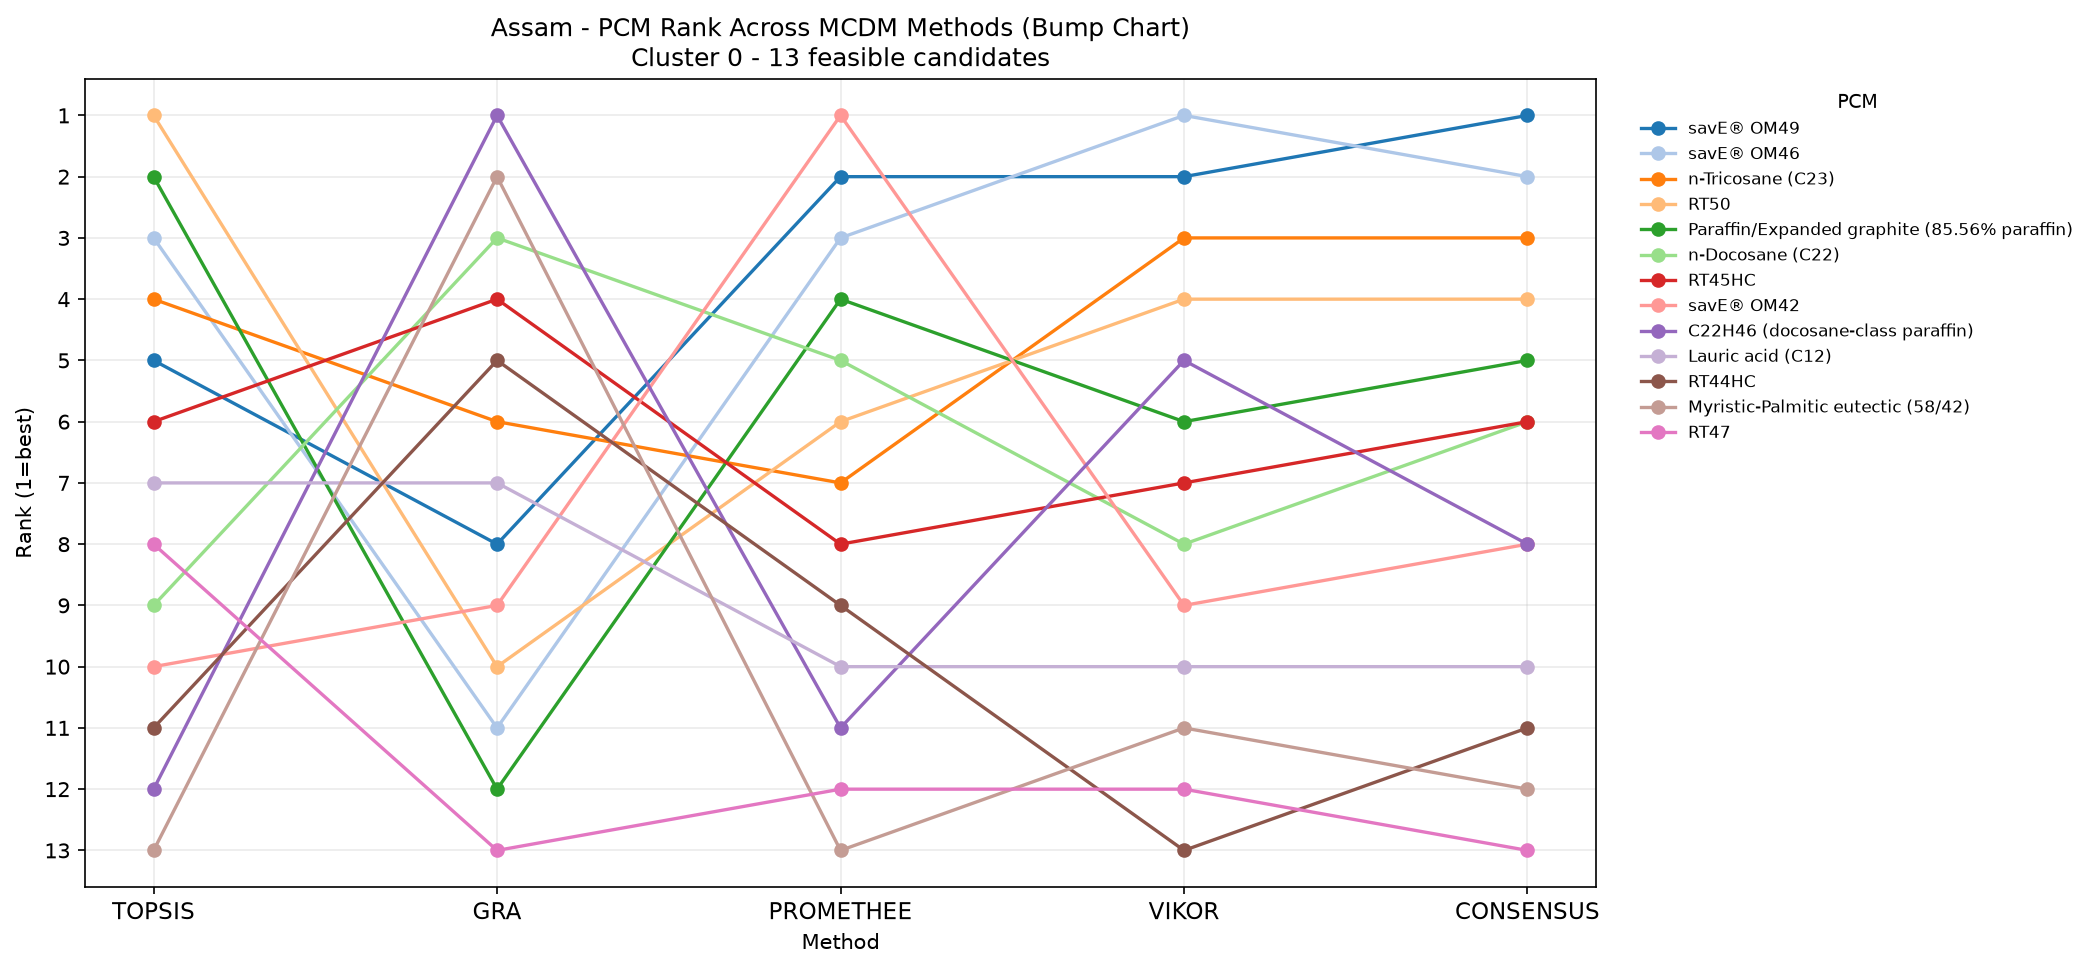 Assam - PCM Rank Across MCDM Methods (Bump Chart)
Cluster 0 - 13 feasible candidates
Rank (1=best)
1
2
3
4
5
6
7
8
9
10
11
12
13
TOPSIS
GRA
PROMETHEE
VIKOR
CONSENSUS
Method
PCM
savE® OM49
savE® OM46
n-Tricosane (C23)
RT50
Paraffin/Expanded graphite (85.56% paraffin)
n-Docosane (C22)
RT45HC
savE® OM42
C22H46 (docosane-class paraffin)
Lauric acid (C12)
RT44HC
Myristic-Palmitic eutectic (58/42)
RT47